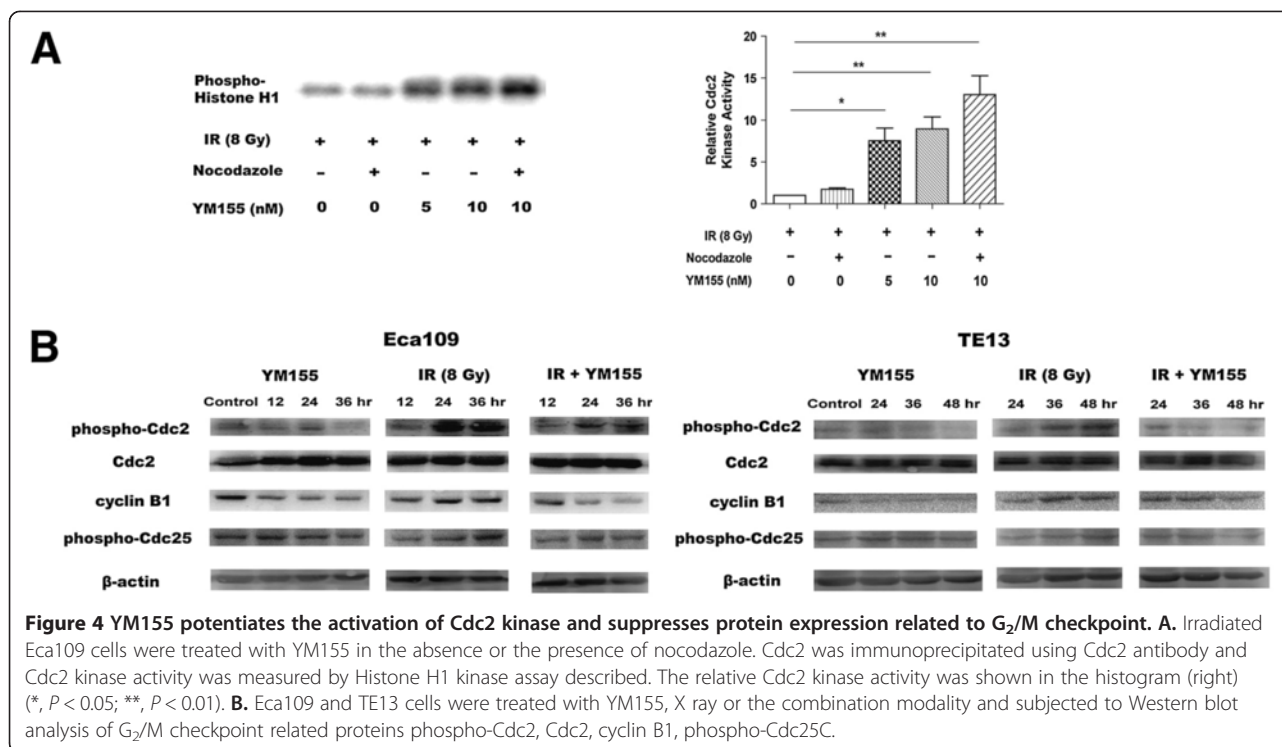 A
Phospho-
Histone H1
IR (8 Gy) + + + + +
Nocodazole – + – – +
YM155 (nM) 0 0 5 10 10
Relative Cdc2
Kinase Activity
20
15
10
5
0
**
**
*
IR (8 Gy) + + + + +
Nocodazole – + – – +
YM155 (nM) 0 0 5 10 10
B
Eca109
YM155 IR (8 Gy) IR + YM155
Control 12 24 36 hr 12 24 36 hr 12 24 36 hr
phospho-Cdc2
Cdc2
cyclin B1
phospho-Cdc25
β-actin
TE13
YM155 IR (8 Gy) IR + YM155
Control 24 36 48 hr 24 36 48 hr 24 36 48 hr
phospho-Cdc2
Cdc2
cyclin B1
phospho-Cdc25
β-actin
Figure 4 YM155 potentiates the activation of Cdc2 kinase and suppresses protein expression related to G₂/M checkpoint. A. Irradiated
Eca109 cells were treated with YM155 in the absence or the presence of nocodazole. Cdc2 was immunoprecipitated using Cdc2 antibody and
Cdc2 kinase activity was measured by Histone H1 kinase assay described. The relative Cdc2 kinase activity was shown in the histogram (right)
(*, P < 0.05; **, P < 0.01). B. Eca109 and TE13 cells were treated with YM155, X ray or the combination modality and subjected to Western blot
analysis of G₂/M checkpoint related proteins phospho-Cdc2, Cdc2, cyclin B1, phospho-Cdc25C.